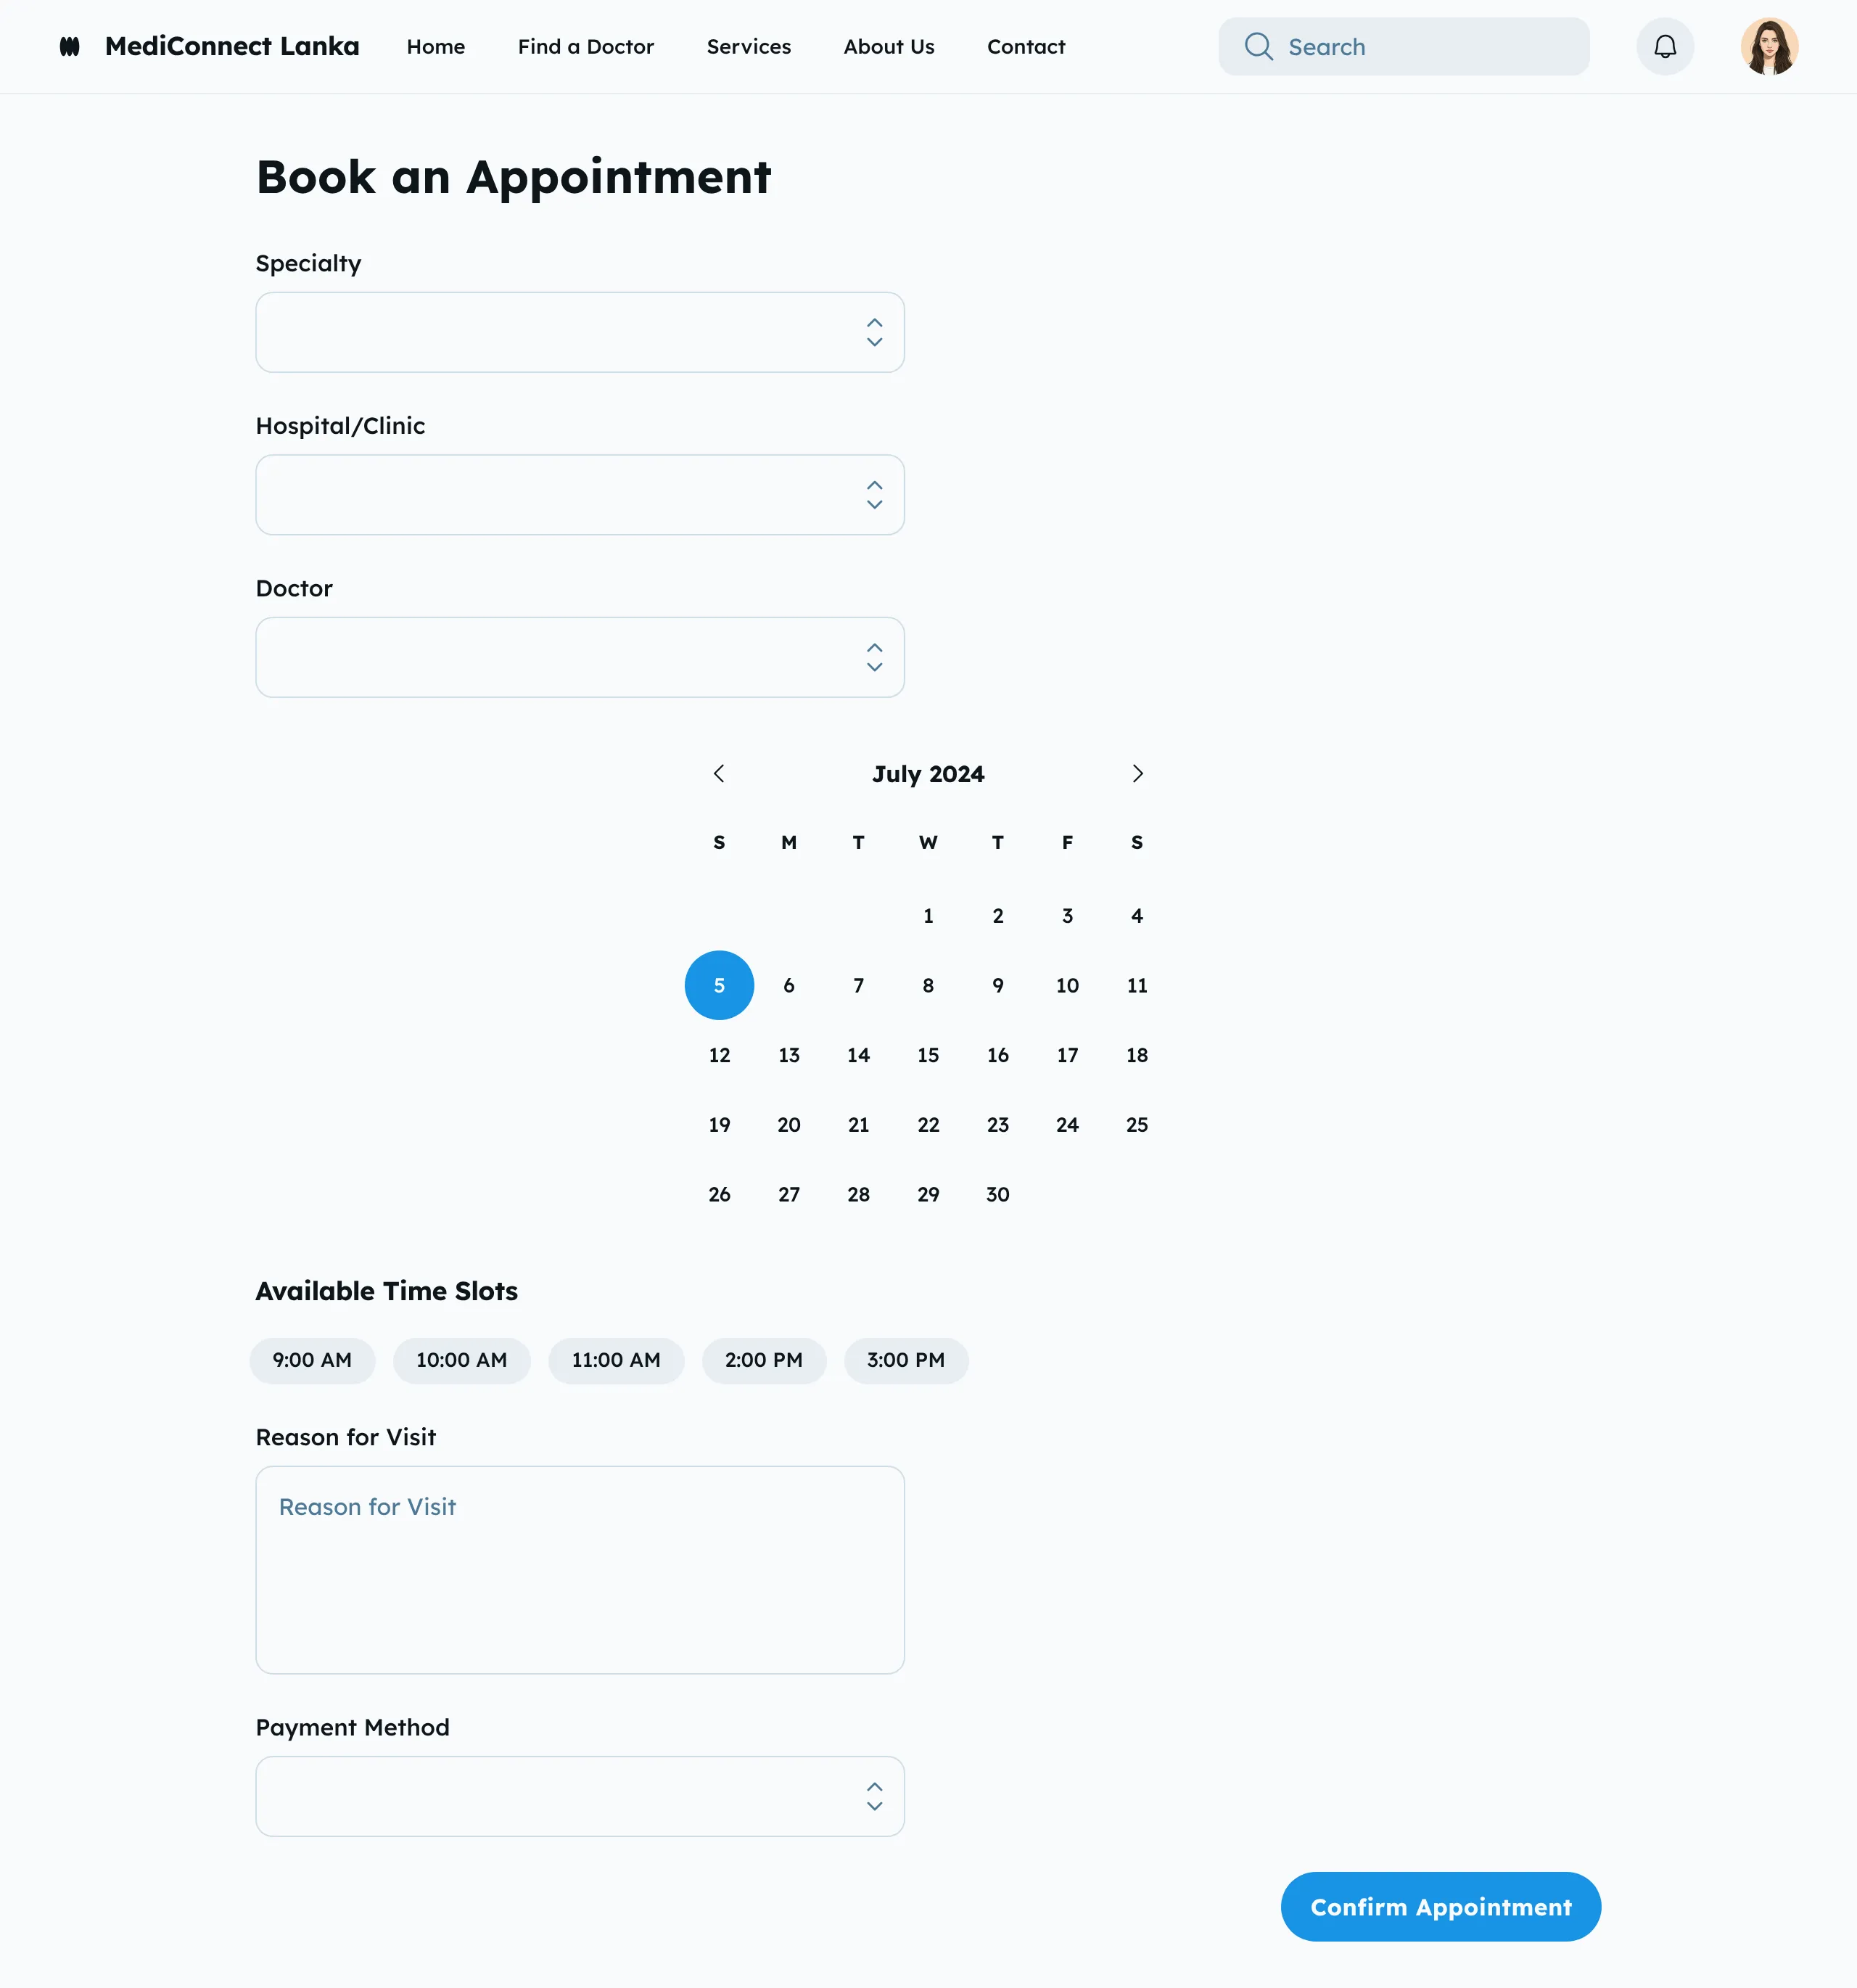 MediConnect Lanka Home Find a Doctor Services About Us Contact Search
Book an Appointment
Specialty
Hospital/Clinic
Doctor
July 2024
S M T W T F S
1 2 3 4
5 6 7 8 9 10 11
12 13 14 15 16 17 18
19 20 21 22 23 24 25
26 27 28 29 30
Available Time Slots
9:00 AM 10:00 AM 11:00 AM 2:00 PM 3:00 PM
Reason for Visit
Reason for Visit
Payment Method
Confirm Appointment